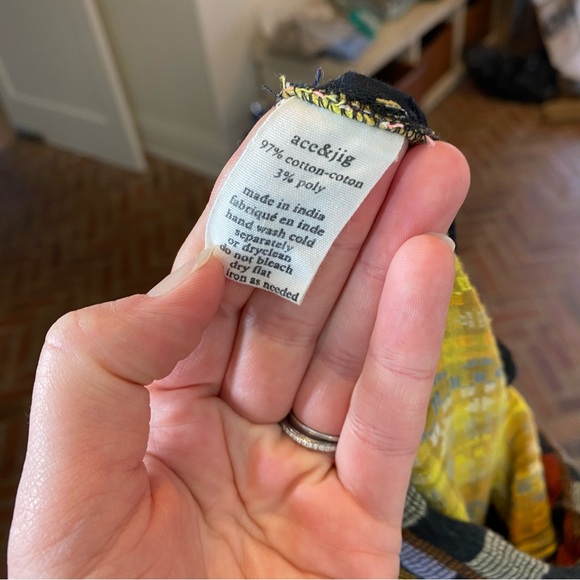 ace&jig
97% cotton-coton
3% poly
made in india
fabriqué en inde
hand wash cold
separately
or dryclean
do not bleach
dry flat
iron as needed